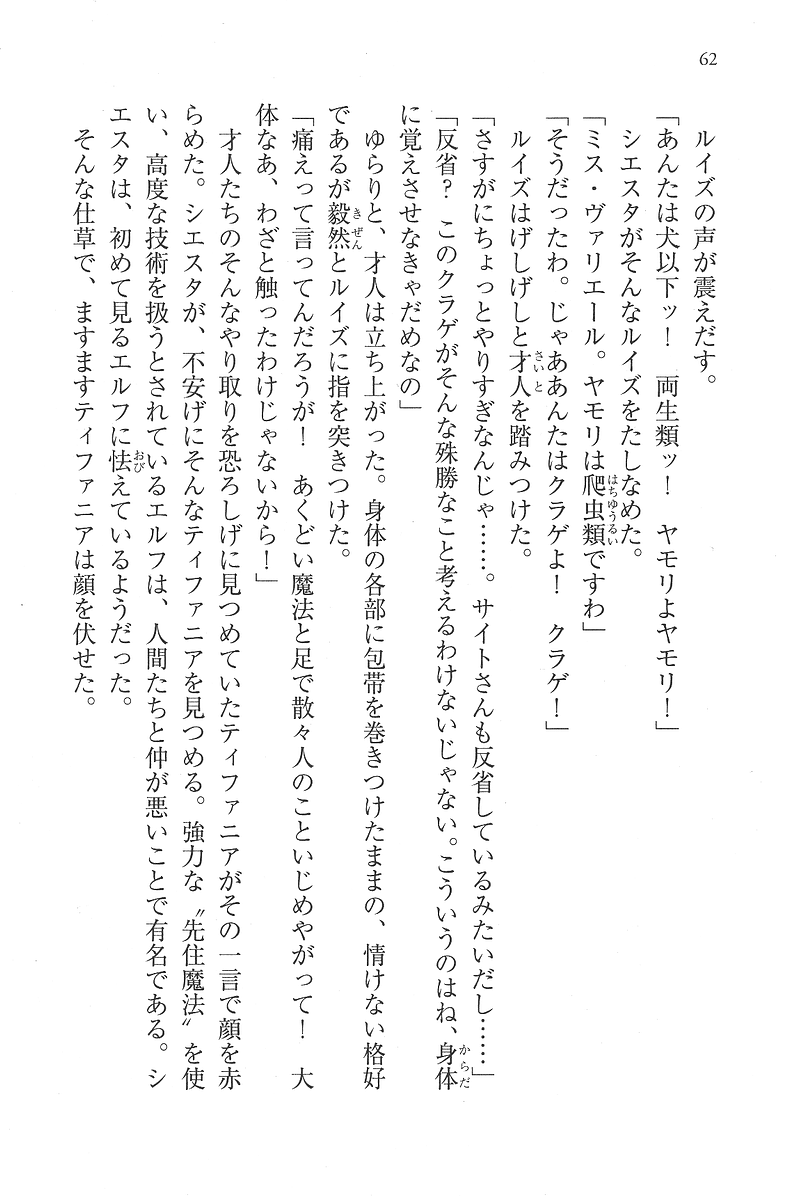 62
ルイズの声が震えだす。
「あんたは犬以下ッ！　両生類ッ！　ヤモリよヤモリ！」
シエスタがそんなルイズをたしなめた。
「ミス・ヴァリエール。ヤモリは爬虫類ですわ」
「そうだったわ。じゃああんたはクラゲよ！　クラゲ！」
ルイズはげしげしと才人を踏みつけた。
「さすがにちょっとやりすぎなんじゃ……。サイトさんも反省しているみたいだし……」
「反省？　このクラゲがそんな殊勝なこと考えるわけないじゃない。こういうのはね、身体
に覚えさせなきゃだめなの」
ゆらりと、才人は立ち上がった。身体の各部に包帯を巻きつけたままの、情けない格好
であるが毅然とルイズに指を突きつけた。
「痛えって言ってんだろうが！　あくどい魔法と足で散々人のこといじめやがって！　大
体なあ、わざと触ったわけじゃないから！」
才人たちのそんなやり取りを恐ろしげに見つめていたティファニアがその一言で顔を赤
らめた。シエスタが、不安げにそんなティファニアを見つめる。強力な〝先住魔法〟を使
い、高度な技術を扱うとされているエルフは、人間たちと仲が悪いことで有名である。シ
エスタは、初めて見るエルフに怯えているようだった。
そんな仕草で、ますますティファニアは顔を伏せた。